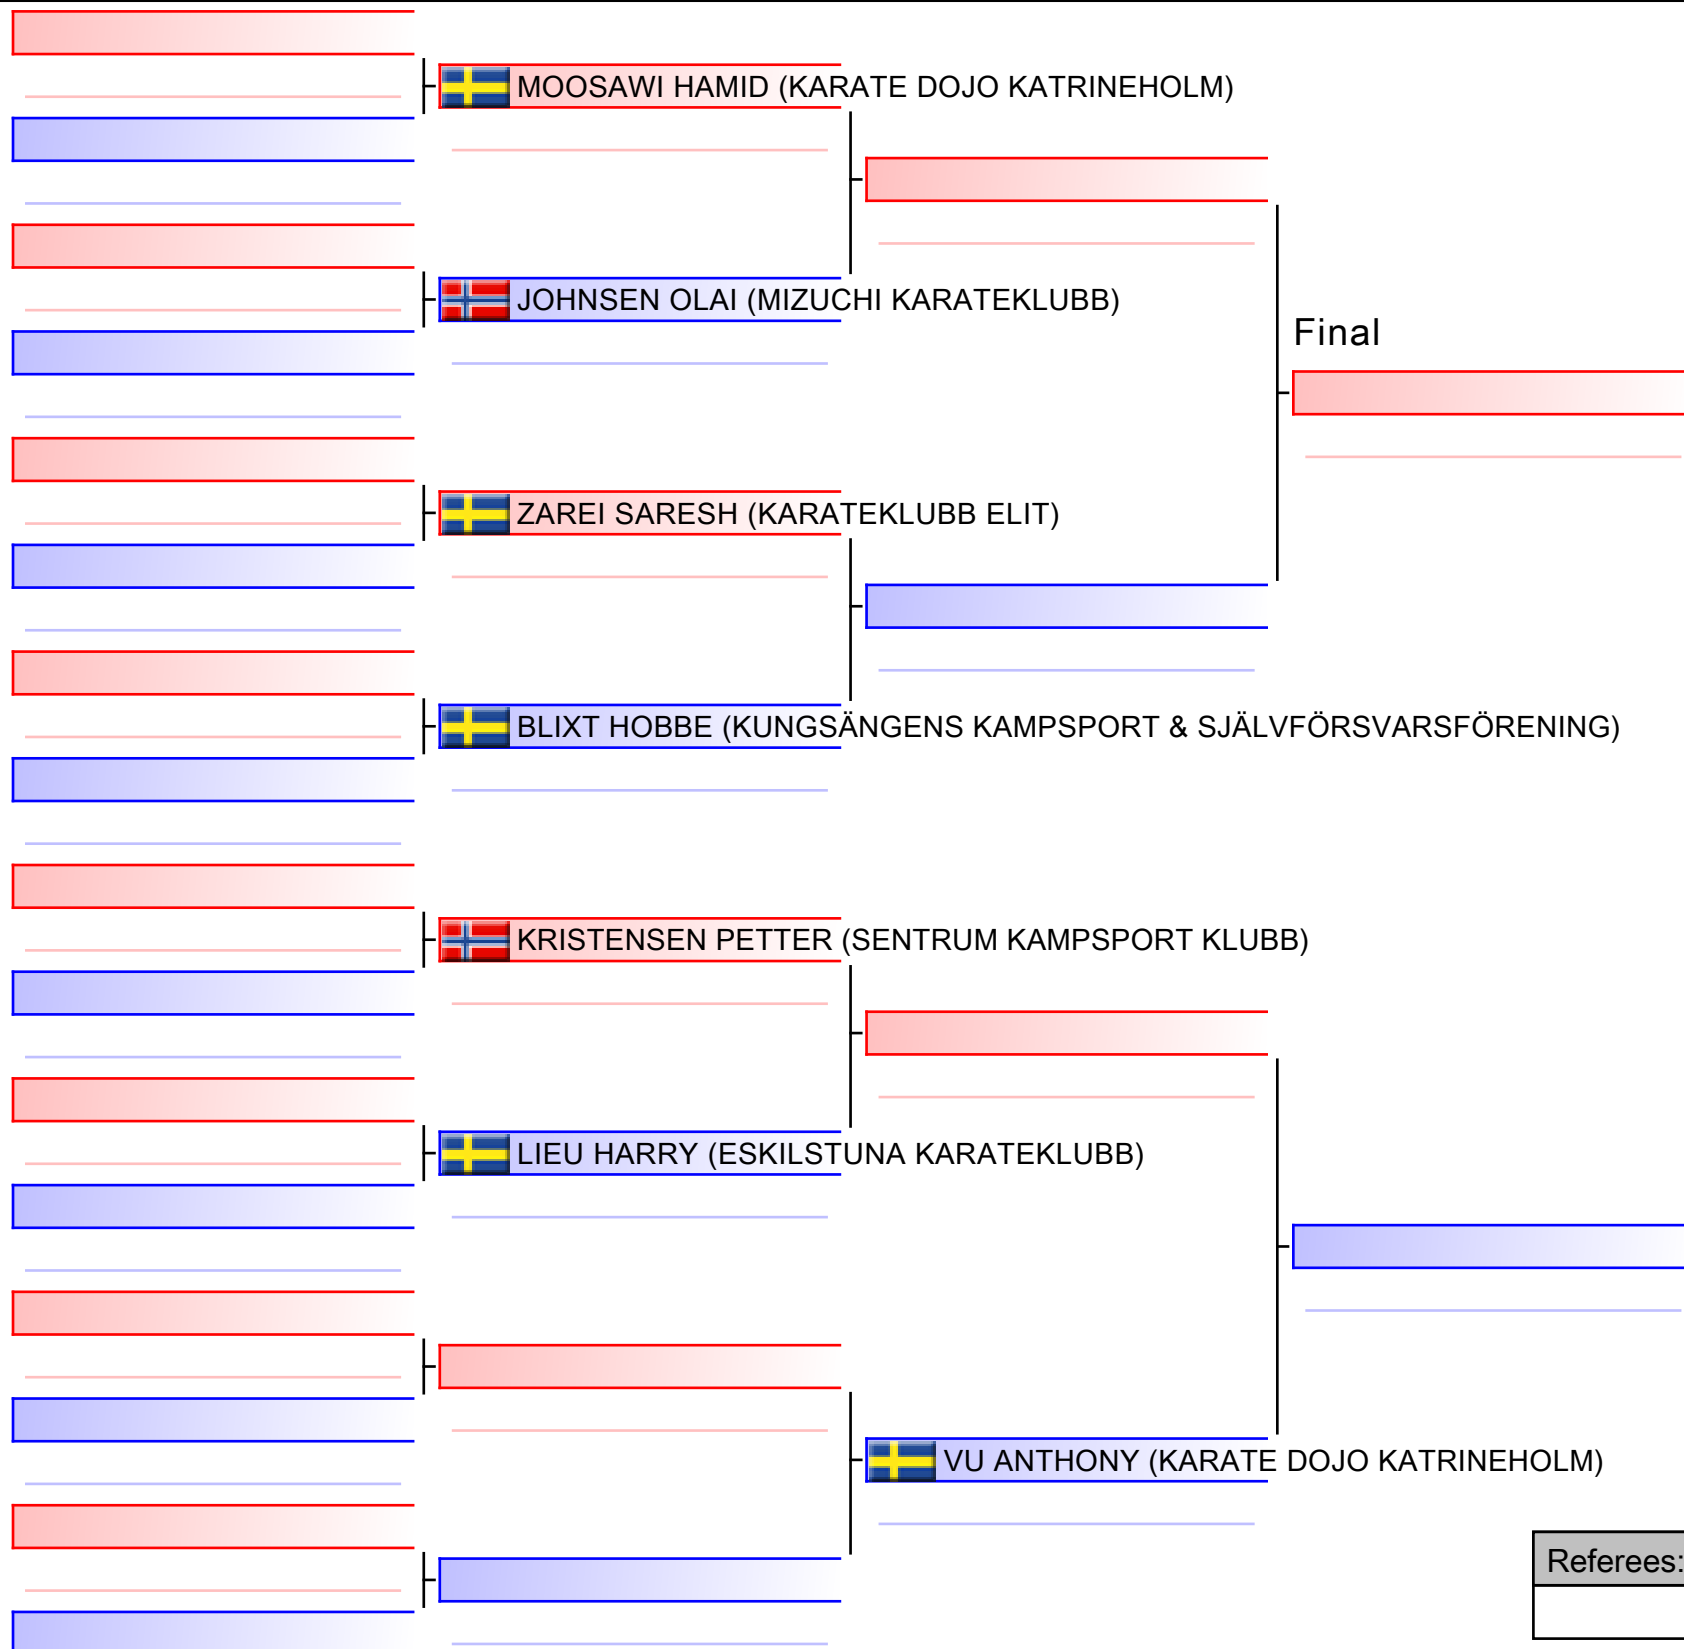 MOOSAWI HAMID (KARATE DOJO KATRINEHOLM)
JOHNSEN OLAI (MIZUCHI KARATEKLUBB)
Final
ZAREI SARESH (KARATEKLUBB ELIT)
BLIXT HOBBE (KUNGSÄNGENS KAMPSPORT & SJÄLVFÖRSVARSFÖRENING)
KRISTENSEN PETTER (SENTRUM KAMPSPORT KLUBB)
LIEU HARRY (ESKILSTUNA KARATEKLUBB)
VU ANTHONY (KARATE DOJO KATRINEHOLM)
Referees: